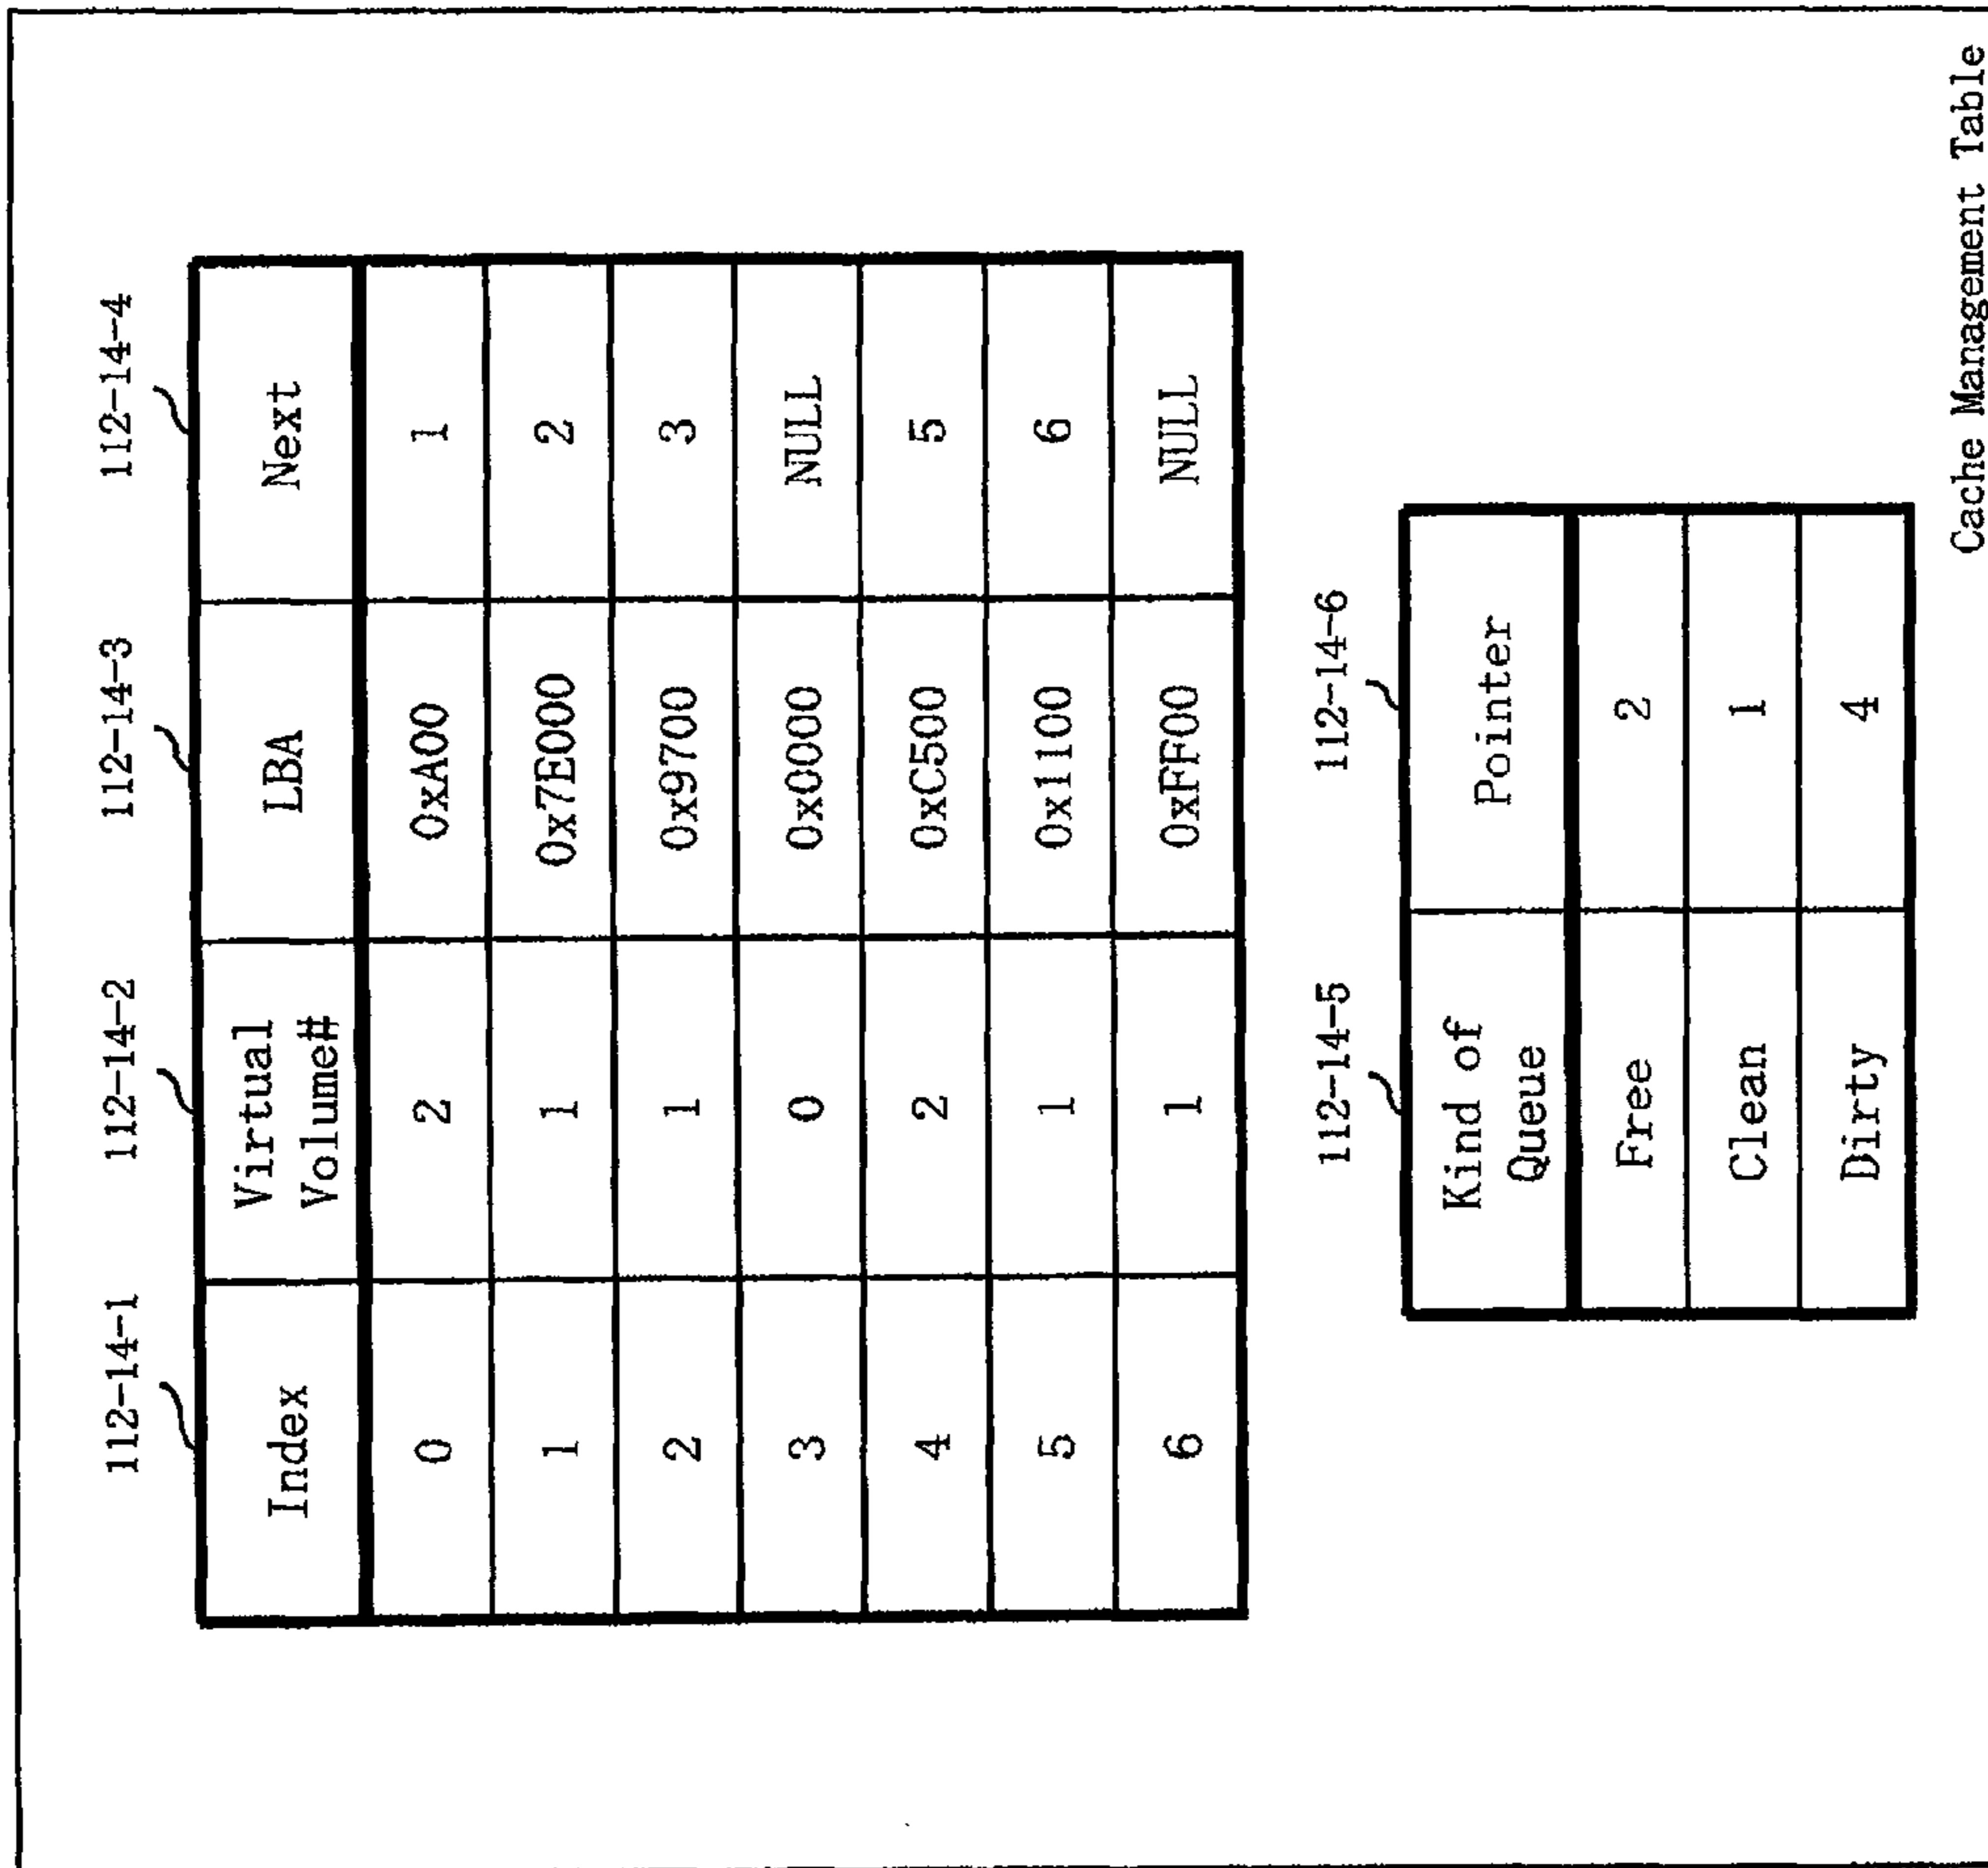 112-14-1 112-14-2 112-14-3 112-14-4
Index Virtual Volume# LBA Next
0 2 0xA00 1
1 1 0x7E000 2
2 1 0x9700 3
3 0 0x0000 NULL
4 2 0xC500 5
5 1 0x1100 6
6 1 0xFF00 NULL
112-14-5 112-14-6
Kind of Queue Pointer
Free 2
Clean 1
Dirty 4
Cache Management Table